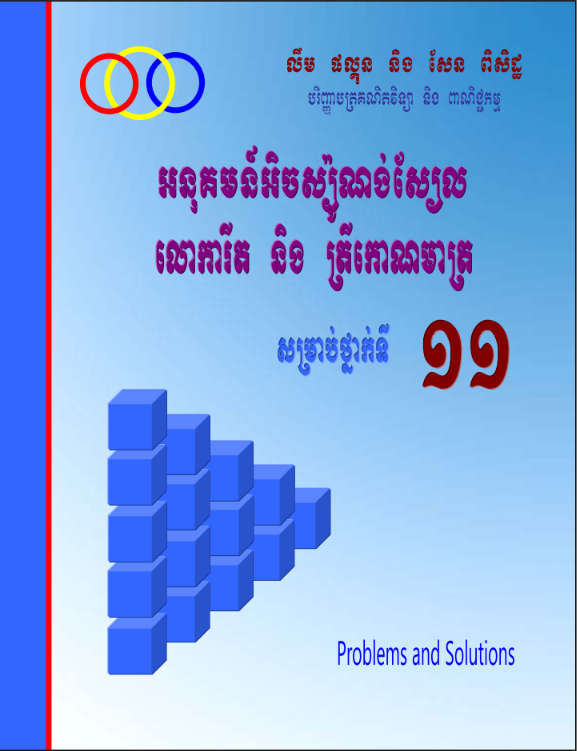 លឹម ផល្គុន និង សែន ពិសិដ្ឋ
បរិញ្ញាបត្រគណិតវិទ្យា និង ពាណិជ្ជកម្ម
អនុគមន៍អិចស្ប៉ូណង់ស្យែល
លោការីត និង ត្រីកោណមាត្រ
សម្រាប់ថ្នាក់ទី ១១
Problems and Solutions